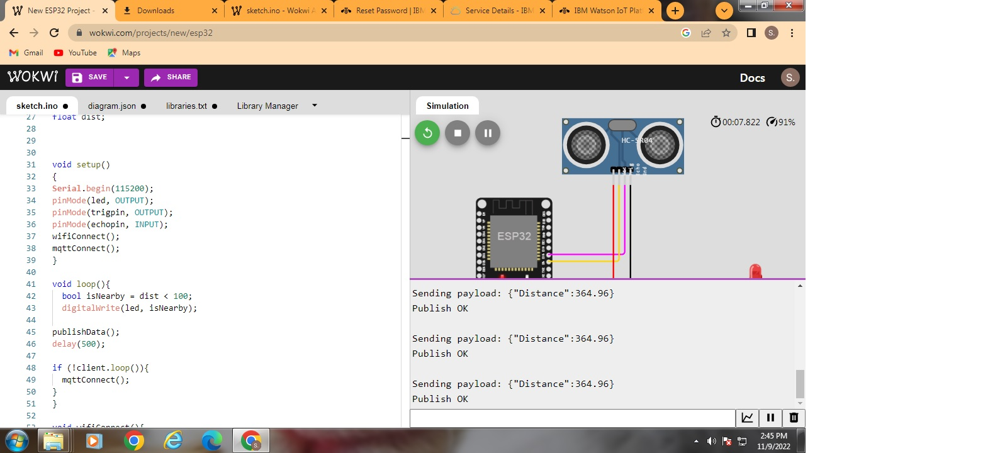 New ESP32 Project -
Downloads
sketch.ino - Wokwi A
Reset Password | IBM
Service Details - IBM
IBM Watson IoT Plat
wokwi.com/projects/new/esp32
S.
Gmail
YouTube
Maps
WOKWi
SAVE
SHARE
Docs
S.
sketch.ino
diagram.json
libraries.txt
Library Manager
Simulation
27 float dist;
28
29
30
31 void setup()
32 {
33 Serial.begin(115200);
34 pinMode(led, OUTPUT);
35 pinMode(trigpin, OUTPUT);
36 pinMode(echopin, INPUT);
37 wifiConnect();
38 mqttConnect();
39 }
40
41 void loop(){
42 bool isNearby = dist < 100;
43 digitalWrite(led, isNearby);
44
45 publishData();
46 delay(500);
47
48 if (!client.loop()){
49 mqttConnect();
50 }
51 }
52
53 void wifiConnect(){
00:07.822 91%
HC-SR04
Echo
Gnd
ESP32
Sending payload: {"Distance":364.96}
Publish OK
Sending payload: {"Distance":364.96}
Publish OK
Sending payload: {"Distance":364.96}
Publish OK
S.
2:45 PM
11/9/2022